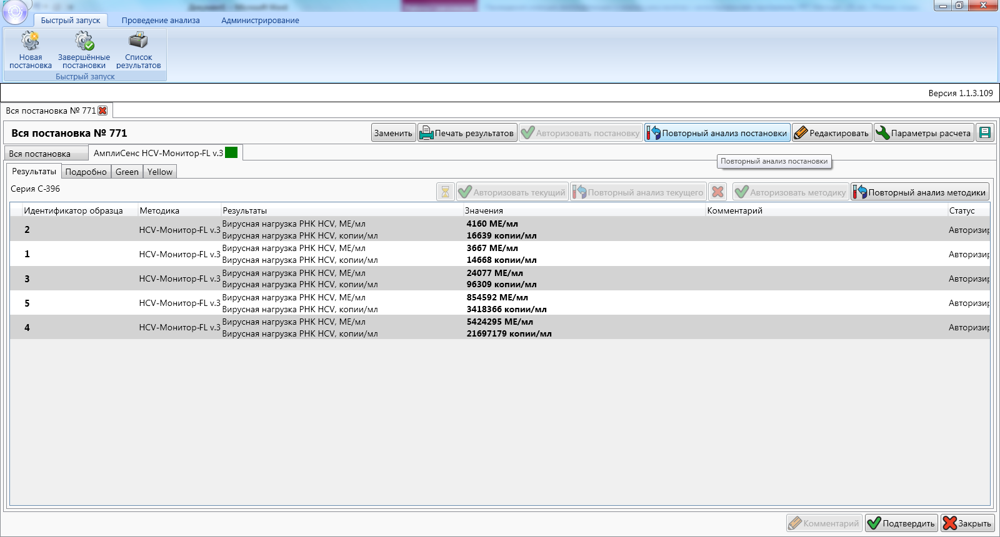 Быстрый запуск Проведение анализа Администрирование
Новая постановка
Завершённые постановки
Список результатов
Быстрый запуск
Версия 1.1.3.109
Вся постановка № 771
Вся постановка № 771
Заменить Печать результатов Авторизовать постановку Повторный анализ постановки Редактировать Параметры расчета
Вся постановка АмплиСенс HCV-Монитор-FL v.3
Повторный анализ постановки
Результаты Подробно Green Yellow
Серия С-396
Авторизовать текущий Повторный анализ текущего Авторизовать методику Повторный анализ методики
Идентификатор образца Методика Результаты Значения Комментарий Статус
2 HCV-Монитор-FL v.3 Вирусная нагрузка РНК HCV, МЕ/мл 4160 МЕ/мл Авторизир
Вирусная нагрузка РНК HCV, копии/мл 16639 копии/мл
1 HCV-Монитор-FL v.3 Вирусная нагрузка РНК HCV, МЕ/мл 3667 МЕ/мл Авторизир
Вирусная нагрузка РНК HCV, копии/мл 14668 копии/мл
3 HCV-Монитор-FL v.3 Вирусная нагрузка РНК HCV, МЕ/мл 24077 МЕ/мл Авторизир
Вирусная нагрузка РНК HCV, копии/мл 96309 копии/мл
5 HCV-Монитор-FL v.3 Вирусная нагрузка РНК HCV, МЕ/мл 854592 МЕ/мл Авторизир
Вирусная нагрузка РНК HCV, копии/мл 3418366 копии/мл
4 HCV-Монитор-FL v.3 Вирусная нагрузка РНК HCV, МЕ/мл 5424295 МЕ/мл Авторизир
Вирусная нагрузка РНК HCV, копии/мл 21697179 копии/мл
Комментарий Подтвердить Закрыть